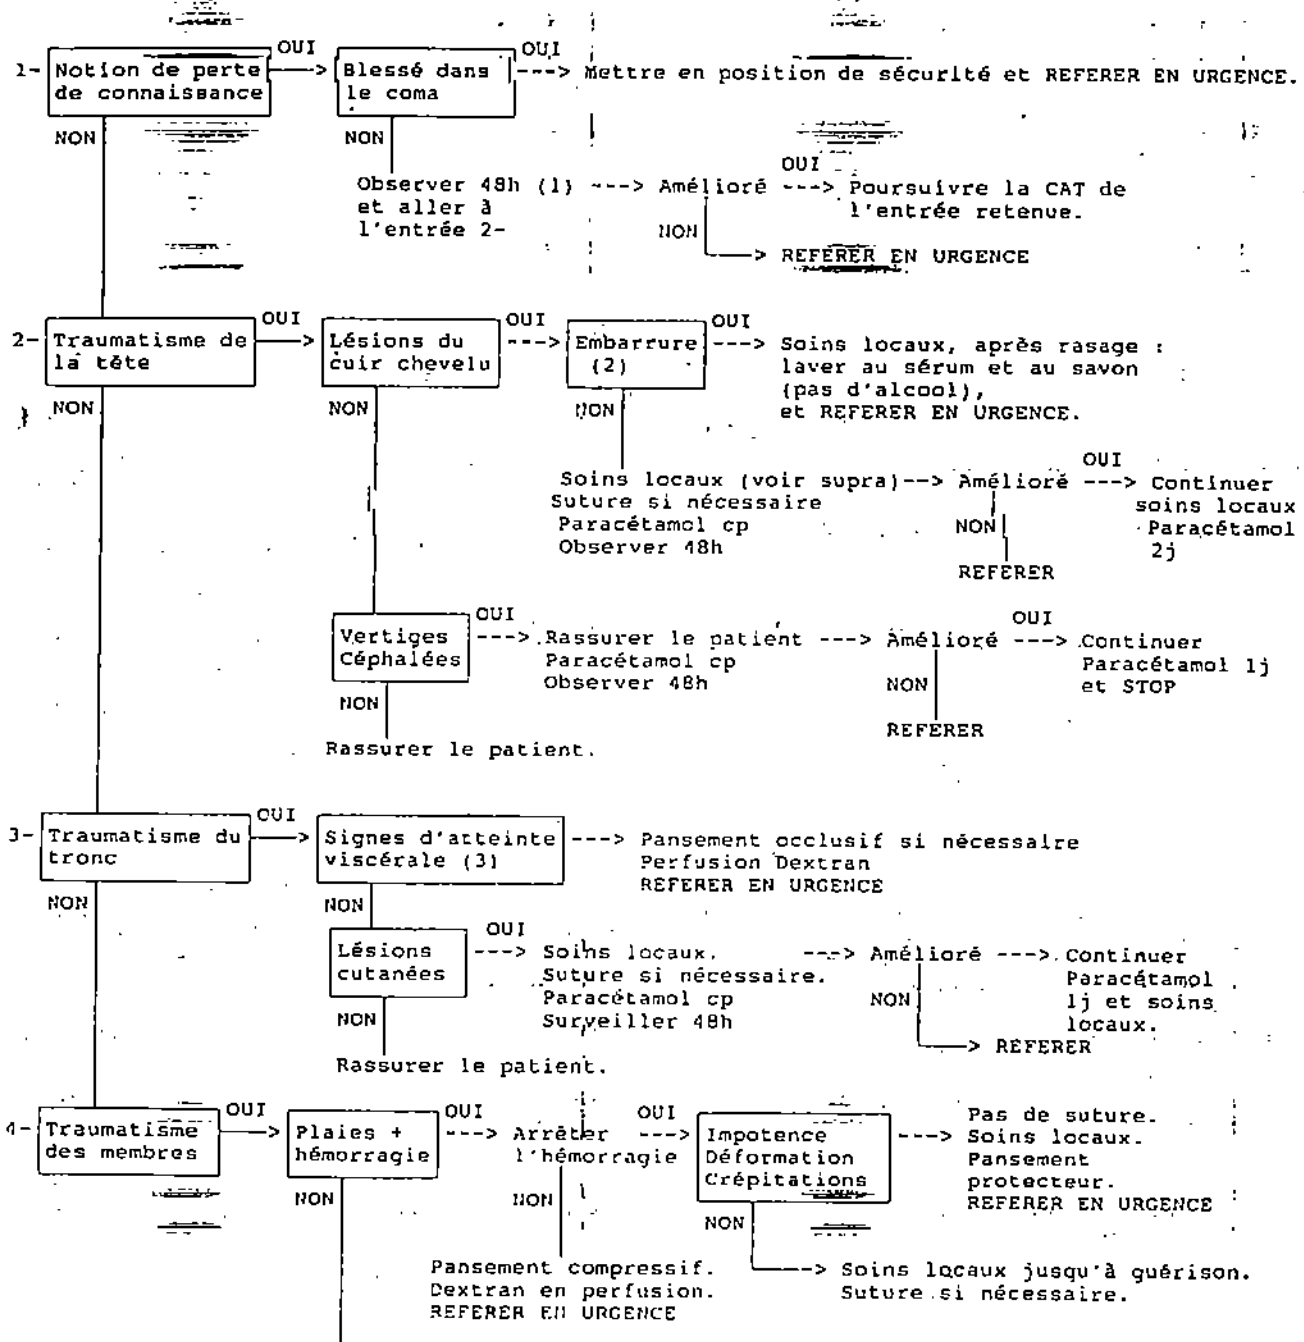 OUI OUI
1- Notion de perte ---> Blessé dans ---> Mettre en position de sécurité et REFERER EN URGENCE.
de connaissance le coma
NON NON
OUI
Observer 48h (1) ---> Amélioré ---> Poursuivre la CAT de
et aller à l'entrée retenue.
l'entrée 2- NON
---> REFERER EN URGENCE
OUI OUI OUI
2- Traumatisme de ---> Lésions du ---> Embarrure ---> Soins locaux, après rasage :
la tête cuir chevelu (2) laver au sérum et au savon
(pas d'alcool),
NON NON NON et REFERER EN URGENCE.
OUI
Soins locaux (voir supra)--> Amélioré ---> Continuer
Suture si nécessaire soins locaux
Paracétamol cp NON Paracétamol
Observer 48h 2j
REFERER
OUI OUI
Vertiges ---> Rassurer le patient ---> Amélioré ---> Continuer
Céphalées Paracétamol cp Paracétamol 1j
Observer 48h NON et STOP
NON
REFERER
Rassurer le patient.
OUI
3- Traumatisme du ---> Signes d'atteinte ---> Pansement occlusif si nécessaire
tronc viscérale (3) Perfusion Dextran
REFERER EN URGENCE
NON NON
OUI
Lésions ---> Soins locaux. ---> Amélioré ---> Continuer
cutanées Suture si nécessaire. Paracétamol
Paracétamol cp NON 1j et soins
NON Surveiller 48h locaux.
---> REFERER
Rassurer le patient.
OUI OUI OUI Pas de suture.
4- Traumatisme ---> Plaies + ---> Arrêter ---> Impotence ---> Soins locaux.
des membres hémorragie l'hémorragie Déformation Pansement
Crépitations protecteur.
NON NON REFERER EN URGENCE
NON
Pansement compressif. ---> Soins locaux jusqu'à guérison.
Dextran en perfusion. Suture si nécessaire.
REFERER EN URGENCE